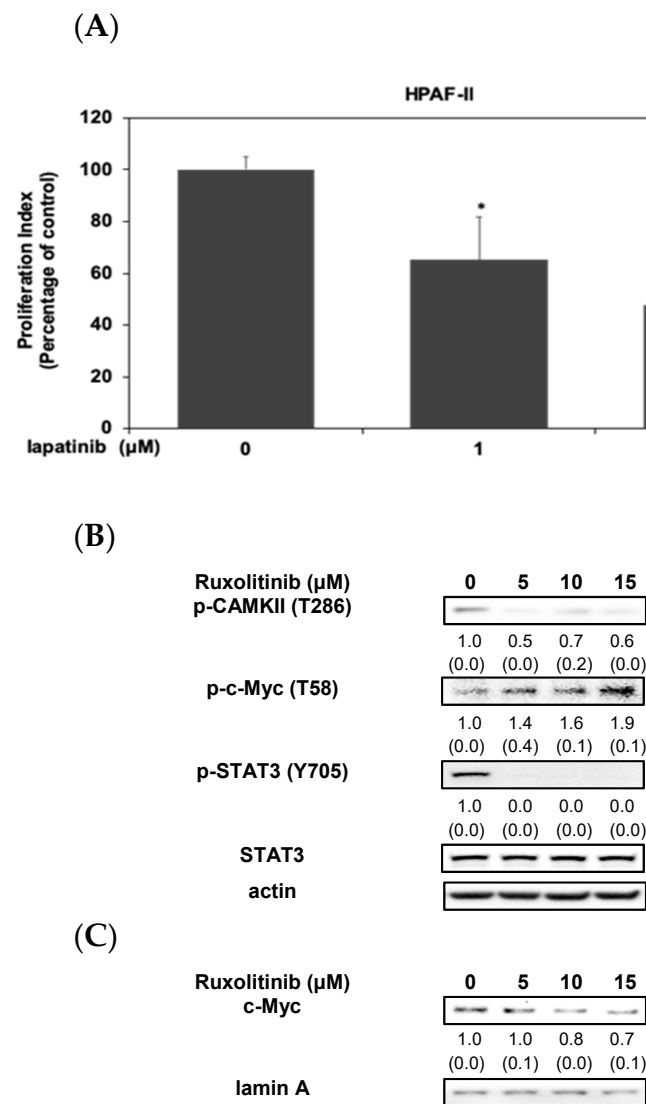 (A)
HPAF-II
120
100
80
60
40
20
0
Proliferation Index
(Percentage of control)
*
lapatinib (µM) 0 1
(B)
Ruxolitinib (µM) 0 5 10 15
p-CAMKII (T286)
1.0 0.5 0.7 0.6
(0.0) (0.0) (0.2) (0.0)
p-c-Myc (T58)
1.0 1.4 1.6 1.9
(0.0) (0.4) (0.1) (0.1)
p-STAT3 (Y705)
1.0 0.0 0.0 0.0
(0.0) (0.0) (0.0) (0.0)
STAT3
actin
(C)
Ruxolitinib (µM) 0 5 10 15
c-Myc
1.0 1.0 0.8 0.7
(0.0) (0.1) (0.0) (0.1)
lamin A